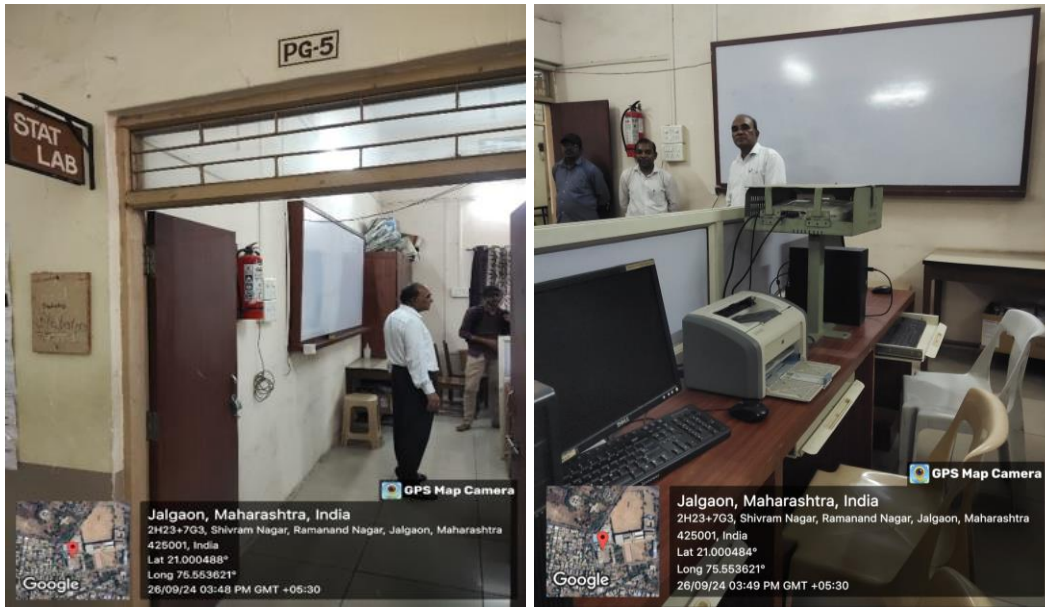 PG-5
STAT
LAB
GPS Map Camera
Jalgaon, Maharashtra, India
2H23+7G3, Shivram Nagar, Ramanand Nagar, Jalgaon, Maharashtra
425001, India
Lat 21.000488°
Long 75.553621°
26/09/24 03:48 PM GMT +05:30
Google
GPS Map Camera
Jalgaon, Maharashtra, India
2H23+7G3, Shivram Nagar, Ramanand Nagar, Jalgaon, Maharashtra
425001, India
Lat 21.000484°
Long 75.553621°
26/09/24 03:49 PM GMT +05:30
Google